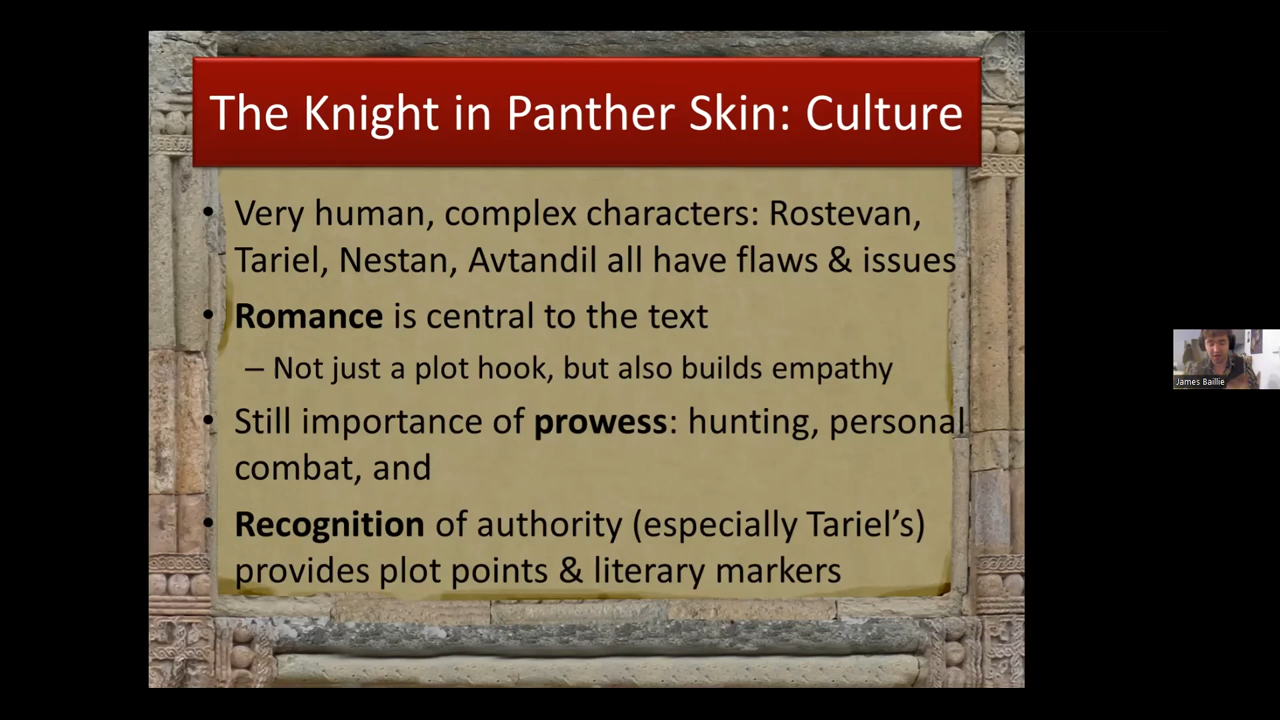 The Knight in Panther Skin: Culture
• Very human, complex characters: Rostevan,
Tariel, Nestan, Avtandil all have flaws & issues
• Romance is central to the text
– Not just a plot hook, but also builds empathy
• Still importance of prowess: hunting, personal
combat, and
• Recognition of authority (especially Tariel’s)
provides plot points & literary markers
James Baillie